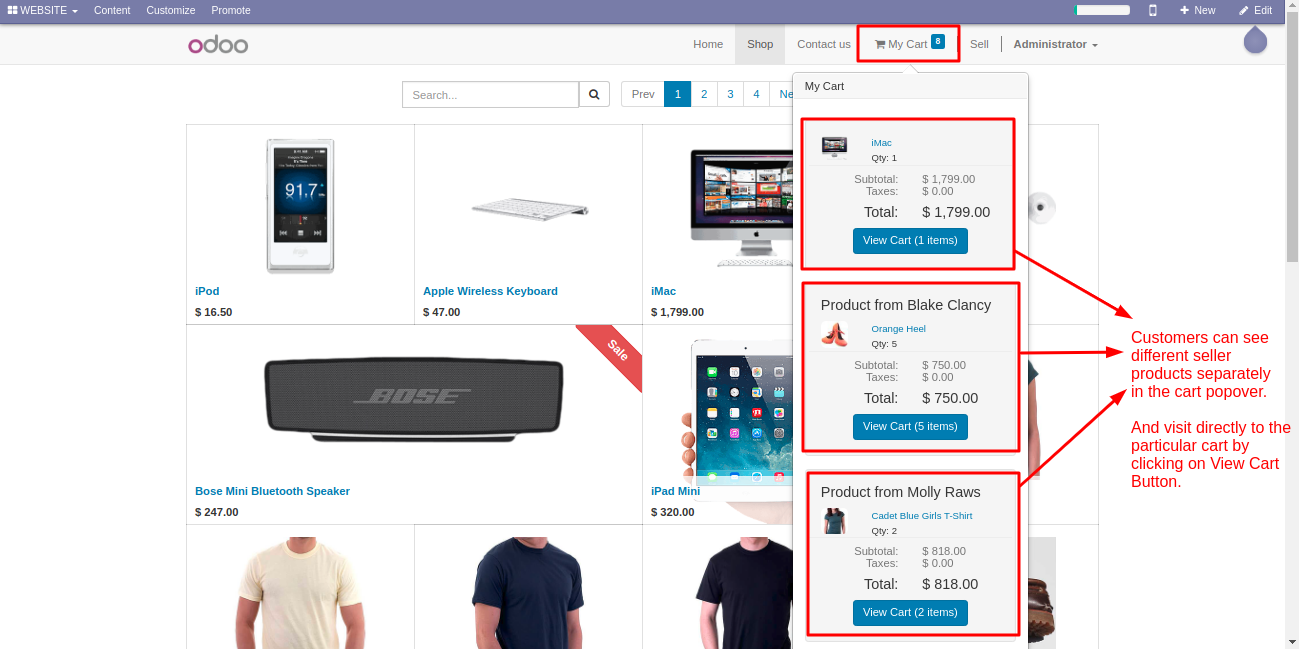 WEBSITE
Content
Customize
Promote
New
Edit
odoo
Home
Shop
Contact us
My Cart 8
Sell
Administrator
Search...
Prev
1
2
3
4
Ne
My Cart
iMac
Qty: 1
Subtotal: $ 1,799.00
Taxes: $ 0.00
Total: $ 1,799.00
View Cart (1 items)
Product from Blake Clancy
Orange Heel
Qty: 5
Subtotal: $ 750.00
Taxes: $ 0.00
Total: $ 750.00
View Cart (5 items)
Product from Molly Raws
Cadet Blue Girls T-Shirt
Qty: 2
Subtotal: $ 818.00
Taxes: $ 0.00
Total: $ 818.00
View Cart (2 items)
91.7
iPod
$ 16.50
Apple Wireless Keyboard
$ 47.00
iMac
$ 1,799.00
Sale
BOSE
Bose Mini Bluetooth Speaker
$ 247.00
iPad Mini
$ 320.00
Customers can see
different seller
products separately
in the cart popover.
And visit directly to the
particular cart by
clicking on View Cart
Button.